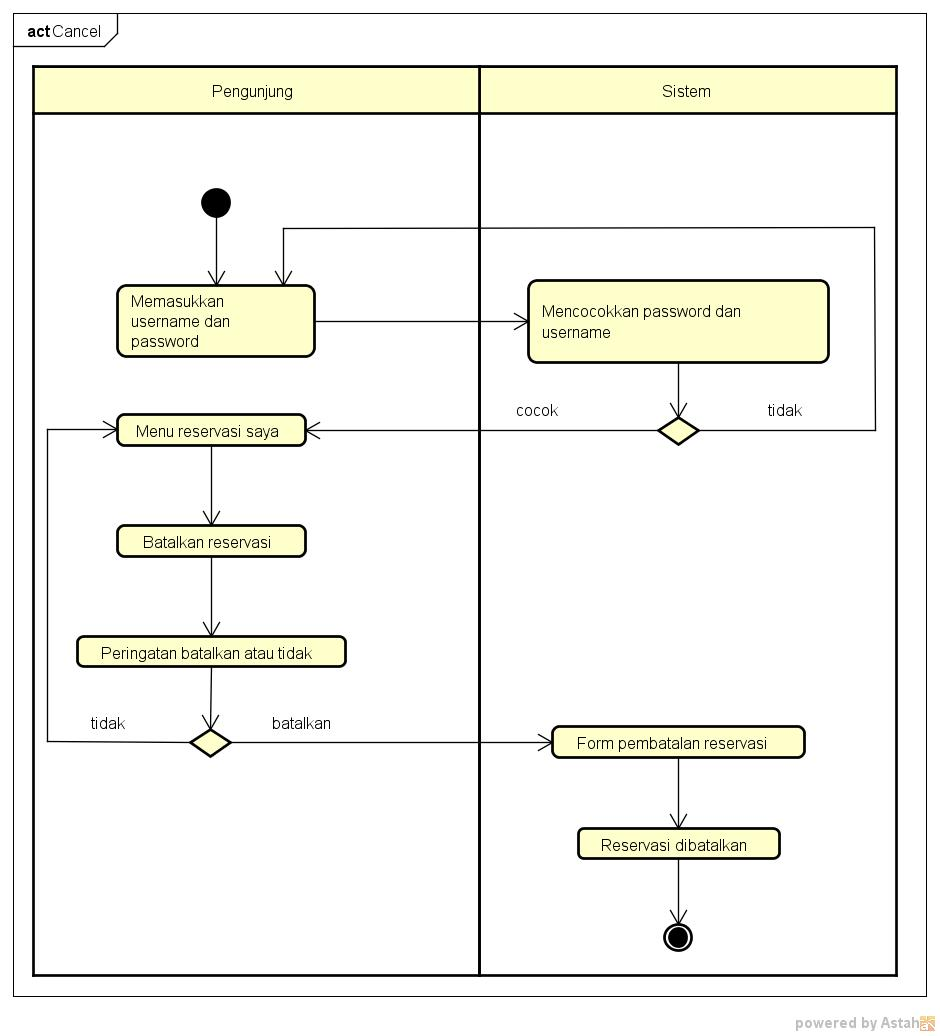 act Cancel
Pengunjung
Sistem
Memasukkan
username dan
password
Mencocokkan password dan
username
cocok
tidak
Menu reservasi saya
Batalkan reservasi
Peringatan batalkan atau tidak
tidak
batalkan
Form pembatalan reservasi
Reservasi dibatalkan
powered by Astah